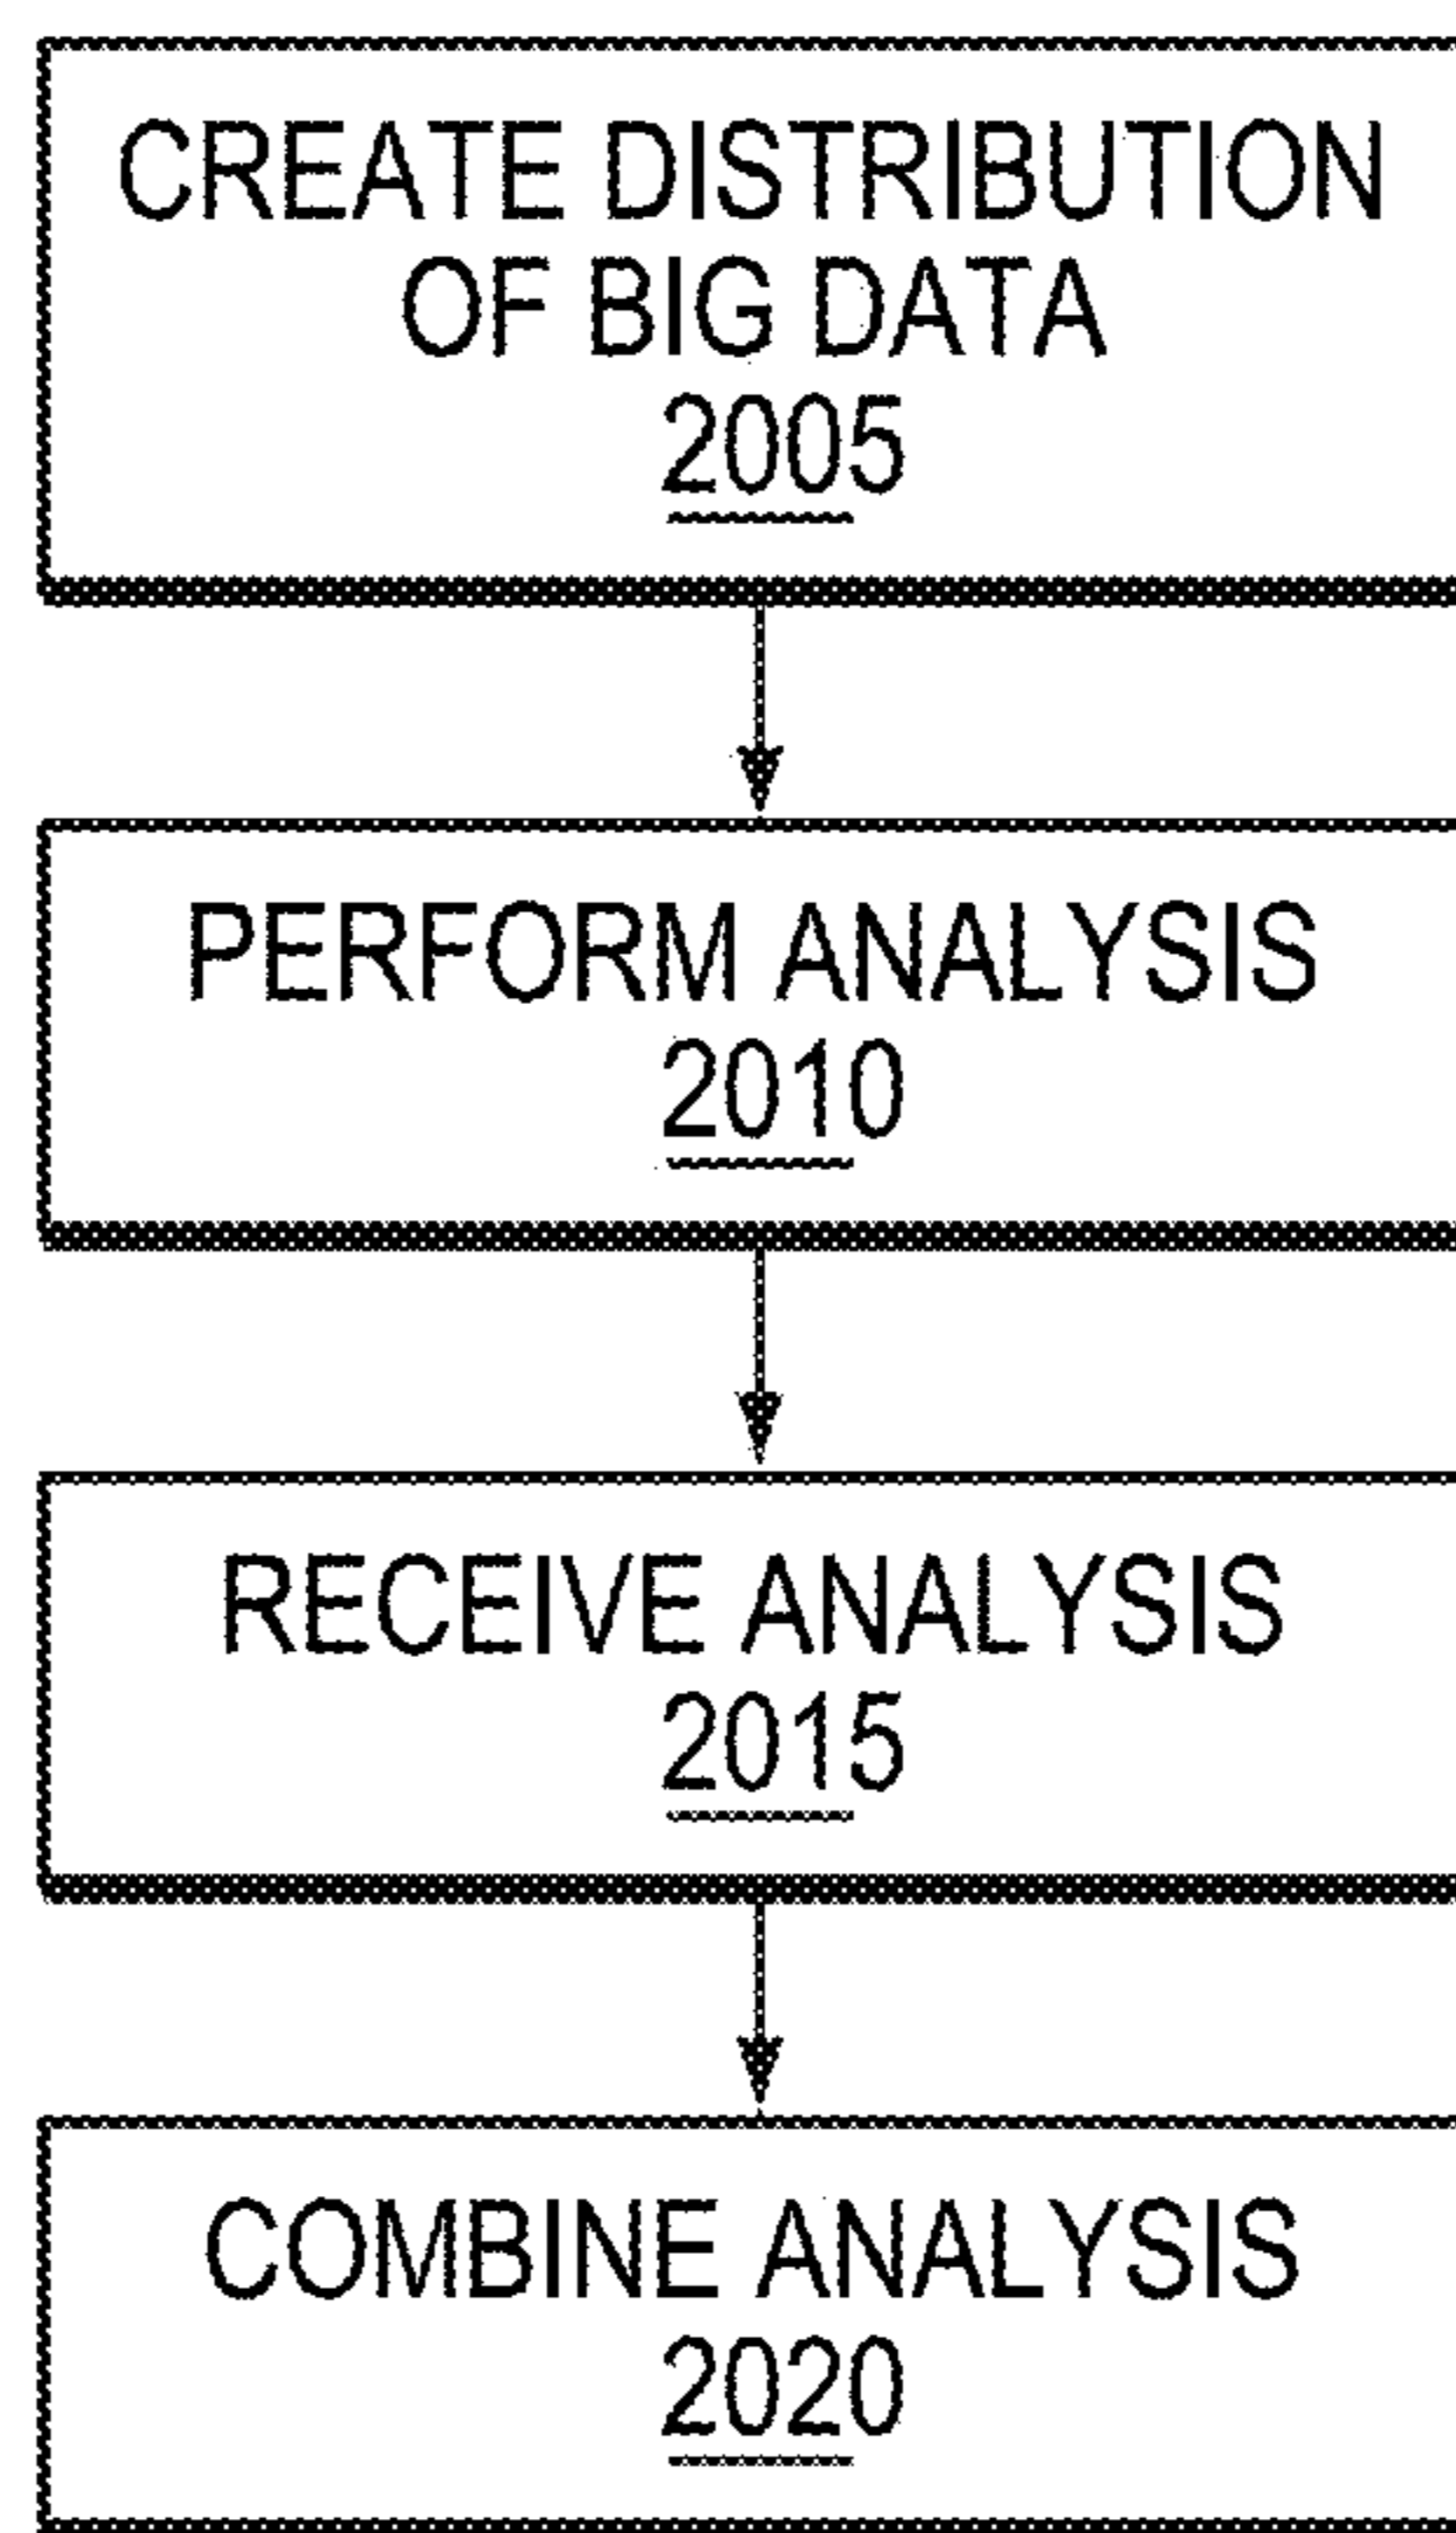 CREATE DISTRIBUTION
OF BIG DATA
2005
PERFORM ANALYSIS
2010
RECEIVE ANALYSIS
2015
COMBINE ANALYSIS
2020